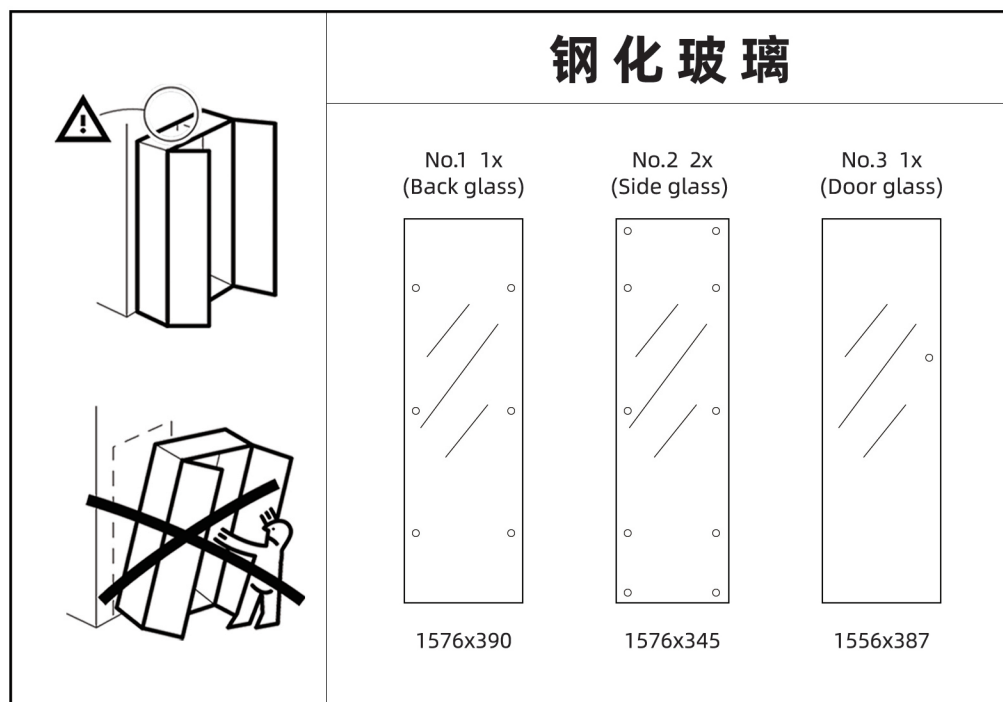 钢化玻璃
No.1 1x
(Back glass)
No.2 2x
(Side glass)
No.3 1x
(Door glass)
1576x390
1576x345
1556x387